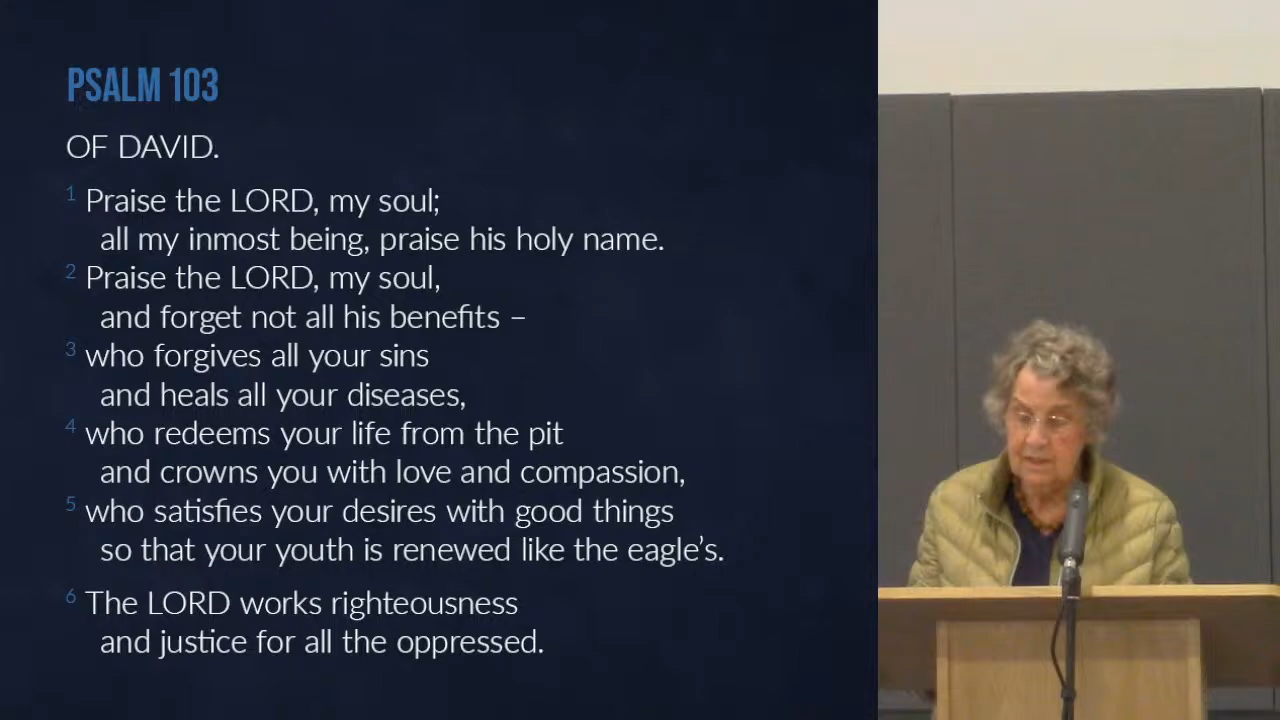 PSALM 103
OF DAVID.
1 Praise the LORD, my soul;
all my inmost being, praise his holy name.
2 Praise the LORD, my soul,
and forget not all his benefits –
3 who forgives all your sins
and heals all your diseases,
4 who redeems your life from the pit
and crowns you with love and compassion,
5 who satisfies your desires with good things
so that your youth is renewed like the eagle’s.
6 The LORD works righteousness
and justice for all the oppressed.